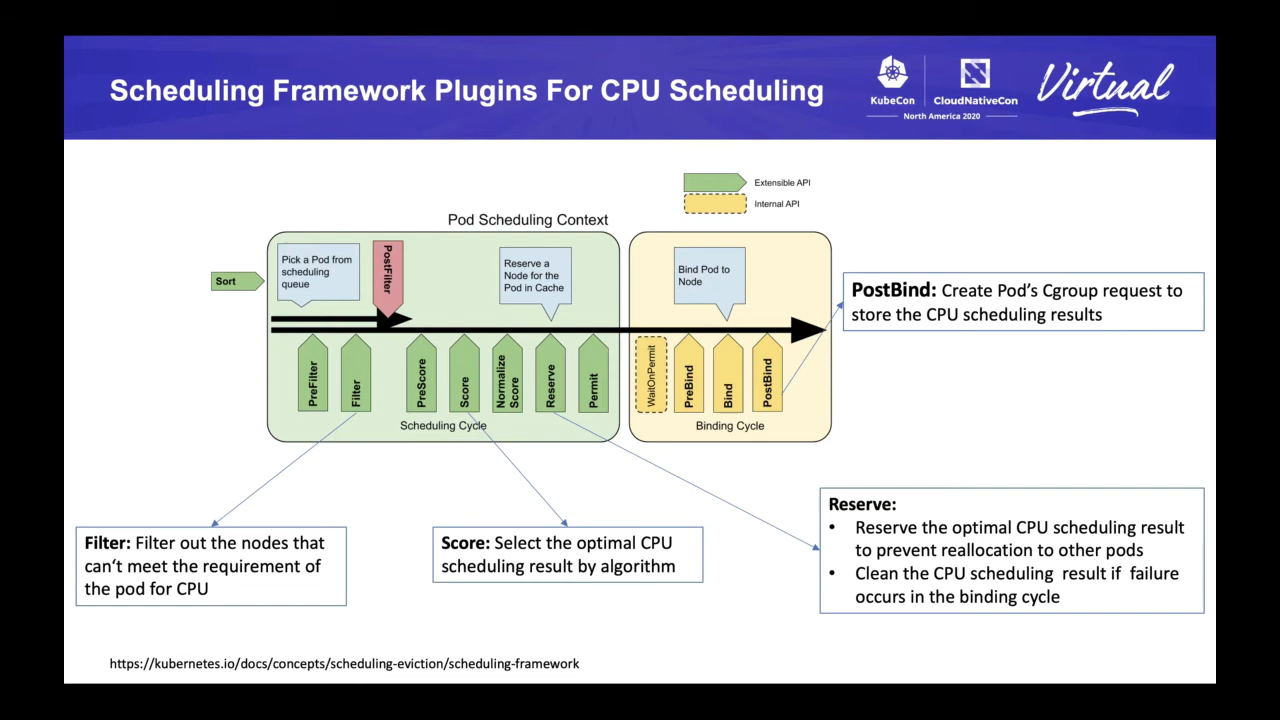 Scheduling Framework Plugins For CPU Scheduling
KubeCon
CloudNativeCon
North America 2020
Virtual
Extensible API
Internal API
Pod Scheduling Context
Sort
Pick a Pod from
scheduling
queue
PostFilter
Reserve a
Node for the
Pod in Cache
Bind Pod to
Node
PreFilter
Filter
PreScore
Score
Normalize
Score
Reserve
Permit
WaitOnPermit
PreBind
Bind
PostBind
Scheduling Cycle
Binding Cycle
PostBind: Create Pod’s Cgroup request to
store the CPU scheduling results
Filter: Filter out the nodes that
can’t meet the requirement of
the pod for CPU
Score: Select the optimal CPU
scheduling result by algorithm
Reserve:
• Reserve the optimal CPU scheduling result
to prevent reallocation to other pods
• Clean the CPU scheduling result if failure
occurs in the binding cycle
https://kubernetes.io/docs/concepts/scheduling-eviction/scheduling-framework